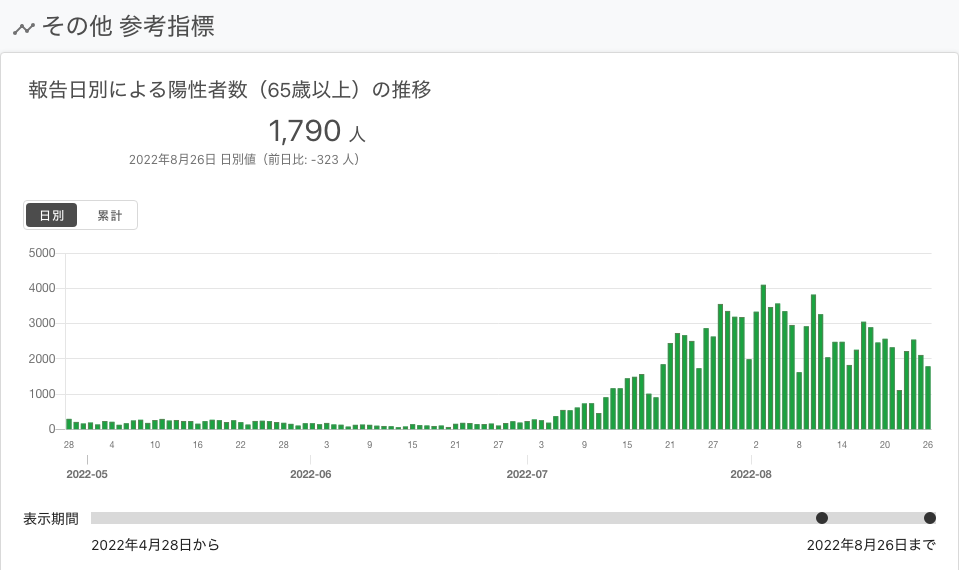 その他 参考指標
報告日別による陽性者数（65歳以上）の推移
1,790 人
2022年8月26日 日別値（前日比: -323 人）
日別 累計
5000
4000
3000
2000
1000
0
28 4 10 16 22 28 3 9 15 21 27 3 9 15 21 27 2 8 14 20 26
2022-05 2022-06 2022-07 2022-08
表示期間
2022年4月28日から 2022年8月26日まで